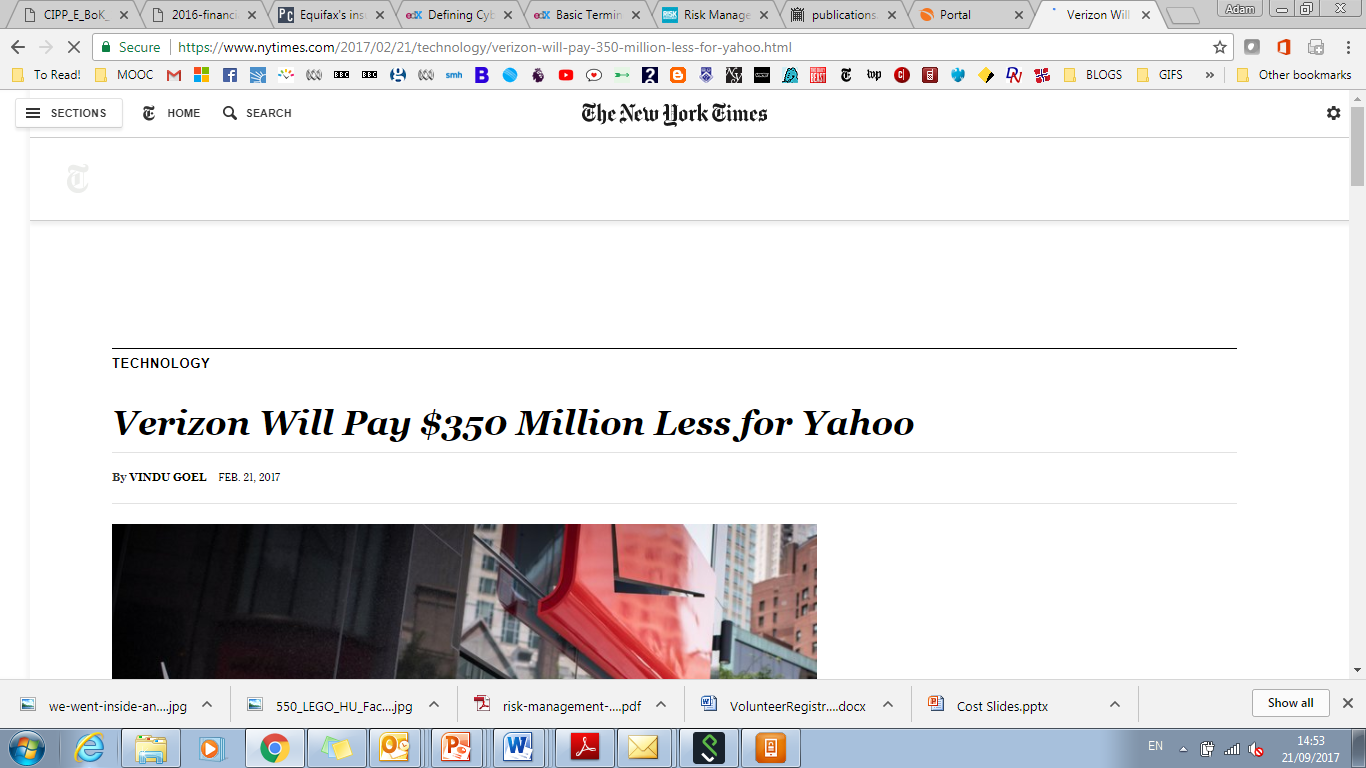 CIPP_E_BoK_
2016-financi
Equifax's ins
Defining Cyb
Basic Termin
Risk Manage
publications.
Portal
Verizon Will
Adam
Secure
https://www.nytimes.com/2017/02/21/technology/verizon-will-pay-350-million-less-for-yahoo.html
To Read!
MOOC
BLOGS
GIFS
»
Other bookmarks
SECTIONS
HOME
SEARCH
The New York Times
TECHNOLOGY
Verizon Will Pay $350 Million Less for Yahoo
By VINDU GOEL FEB. 21, 2017
we-went-inside-an....jpg
550_LEGO_HU_Fac....jpg
risk-management-....pdf
VolunteerRegistr....docx
Cost Slides.pptx
Show all
EN
14:53
21/09/2017